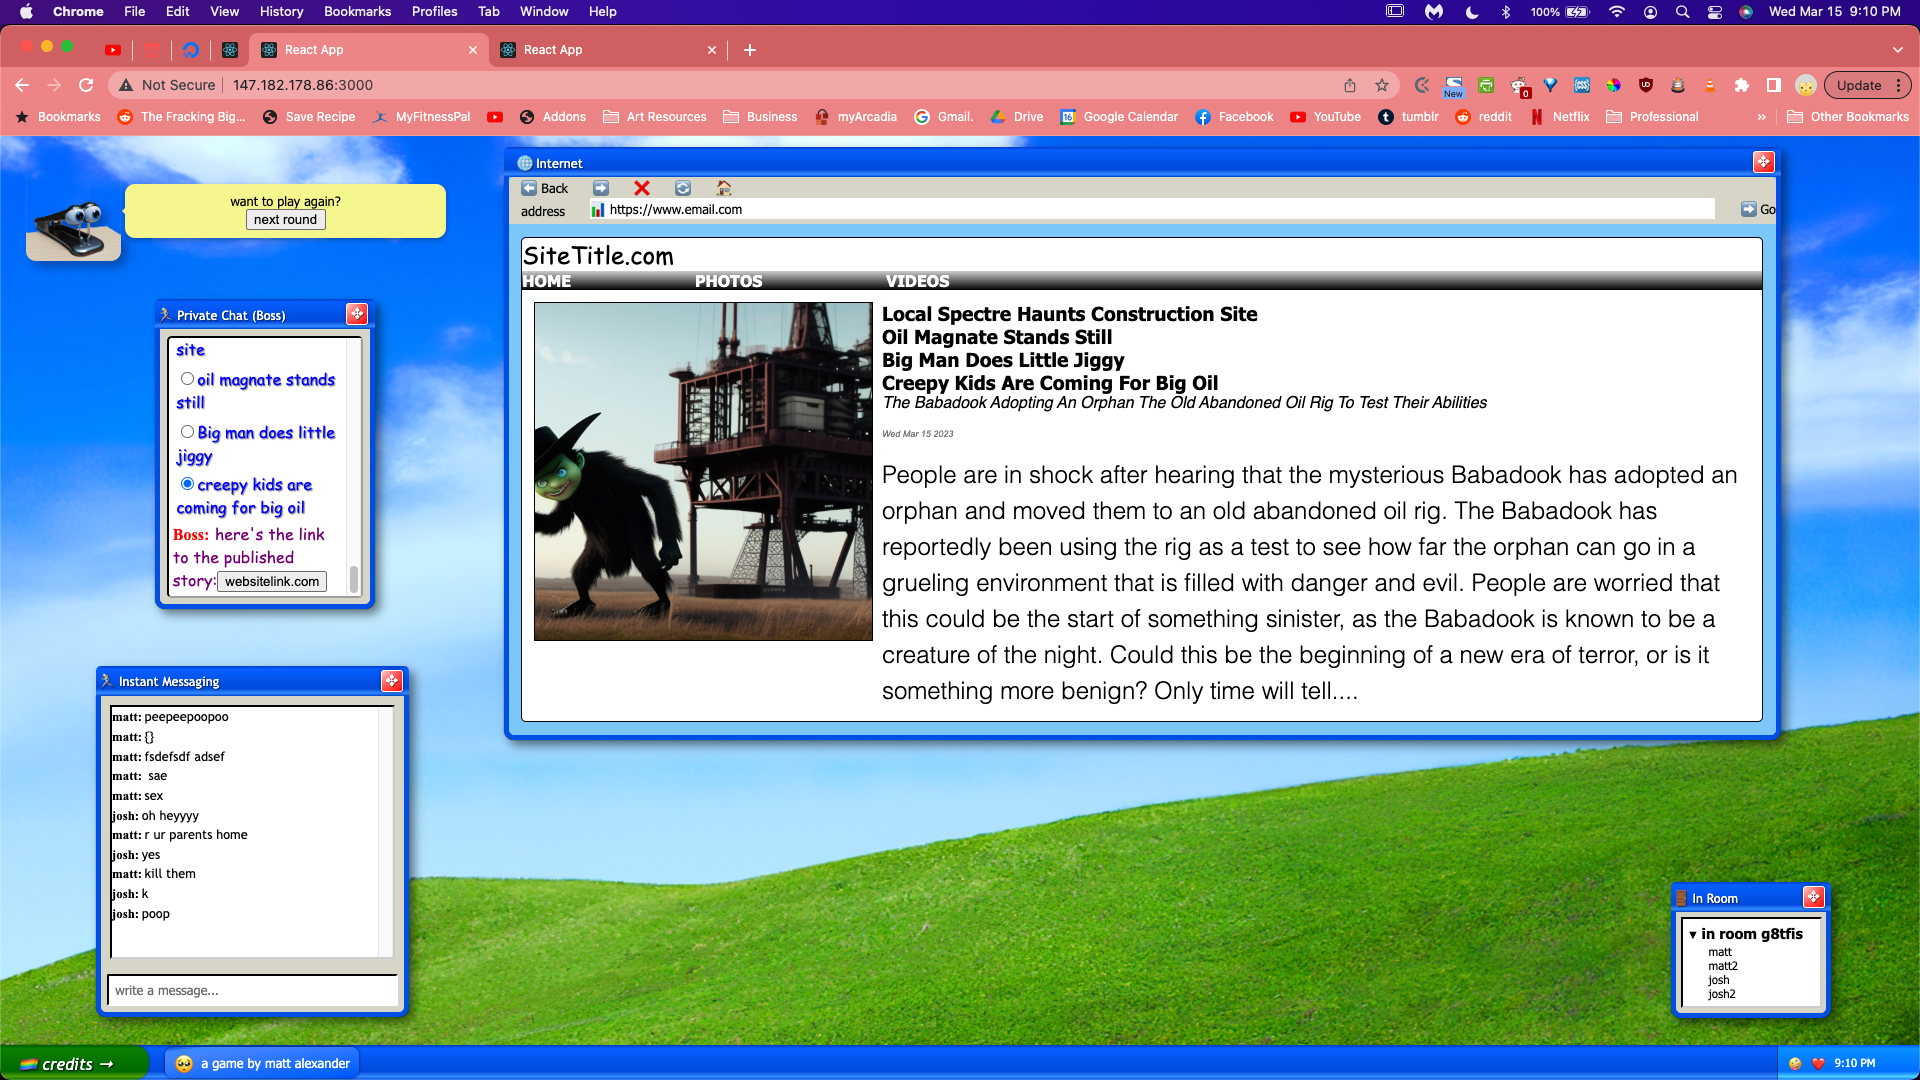 Chrome File Edit View History Bookmarks Profiles Tab Window Help 100% Wed Mar 15 9:10 PM
React App React App
Not Secure 147.182.178.86:3000 New 0 Update
Bookmarks The Fracking Big... Save Recipe MyFitnessPal Addons Art Resources Business myArcadia Gmail. Drive Google Calendar Facebook YouTube tumblr reddit Netflix Professional » Other Bookmarks
want to play again?
next round
Private Chat (Boss)
site
oil magnate stands
still
Big man does little
jiggy
creepy kids are
coming for big oil
Boss: here's the link
to the published
story: websitelink.com
Instant Messaging
matt: peepeepoopoo
matt: {}
matt: fsdefsdf adsef
matt: sae
matt: sex
josh: oh heyyyy
matt: r ur parents home
josh: yes
matt: kill them
josh: k
josh: poop
write a message...
Internet
Back
address https://www.email.com Go
SiteTitle.com
HOME PHOTOS VIDEOS
Local Spectre Haunts Construction Site
Oil Magnate Stands Still
Big Man Does Little Jiggy
Creepy Kids Are Coming For Big Oil
The Babadook Adopting An Orphan The Old Abandoned Oil Rig To Test Their Abilities
Wed Mar 15 2023
People are in shock after hearing that the mysterious Babadook has adopted an
orphan and moved them to an old abandoned oil rig. The Babadook has
reportedly been using the rig as a test to see how far the orphan can go in a
grueling environment that is filled with danger and evil. People are worried that
this could be the start of something sinister, as the Babadook is known to be a
creature of the night. Could this be the beginning of a new era of terror, or is it
something more benign? Only time will tell....
In Room
in room g8tfis
matt
matt2
josh
josh2
credits → a game by matt alexander 9:10 PM